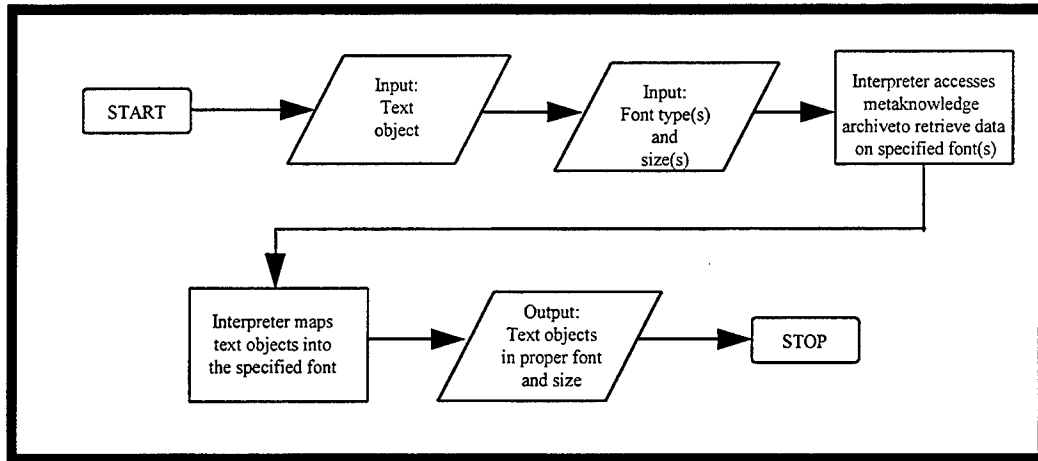 START
Input:
Text
object
Input:
Font type(s)
and
size(s)
Interpreter accesses
metaknowledge
archiveto retrieve data
on specified font(s)
Interpreter maps
text objects into
the specified font
Output:
Text objects
in proper font
and size
STOP